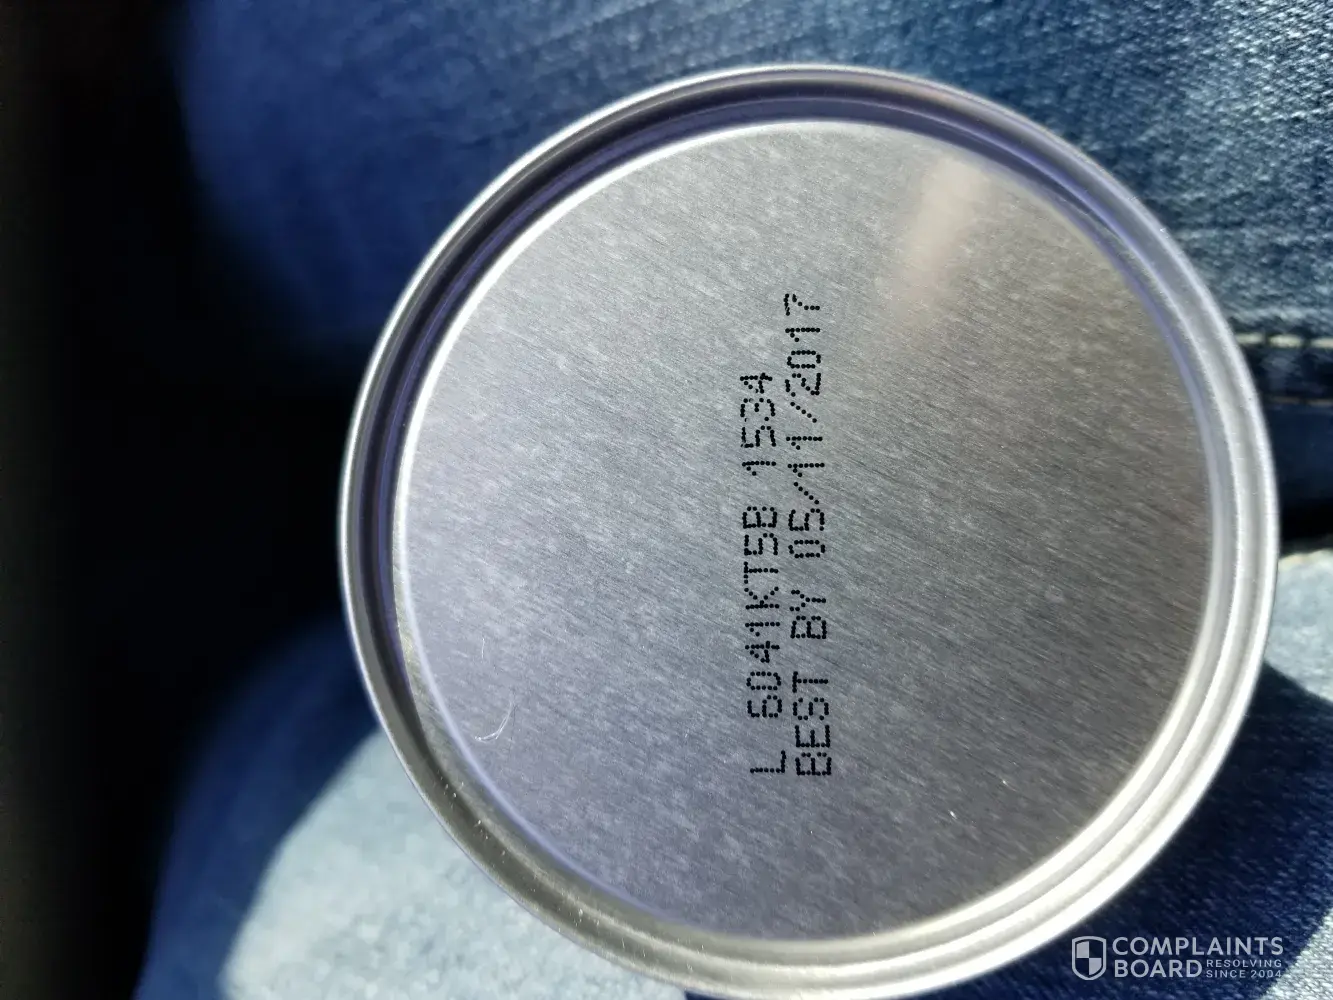 L 6041KT5B 1534
BEST BY 05/11/2017
COMPLAINTS
BOARD RESOLVING
SINCE 2004